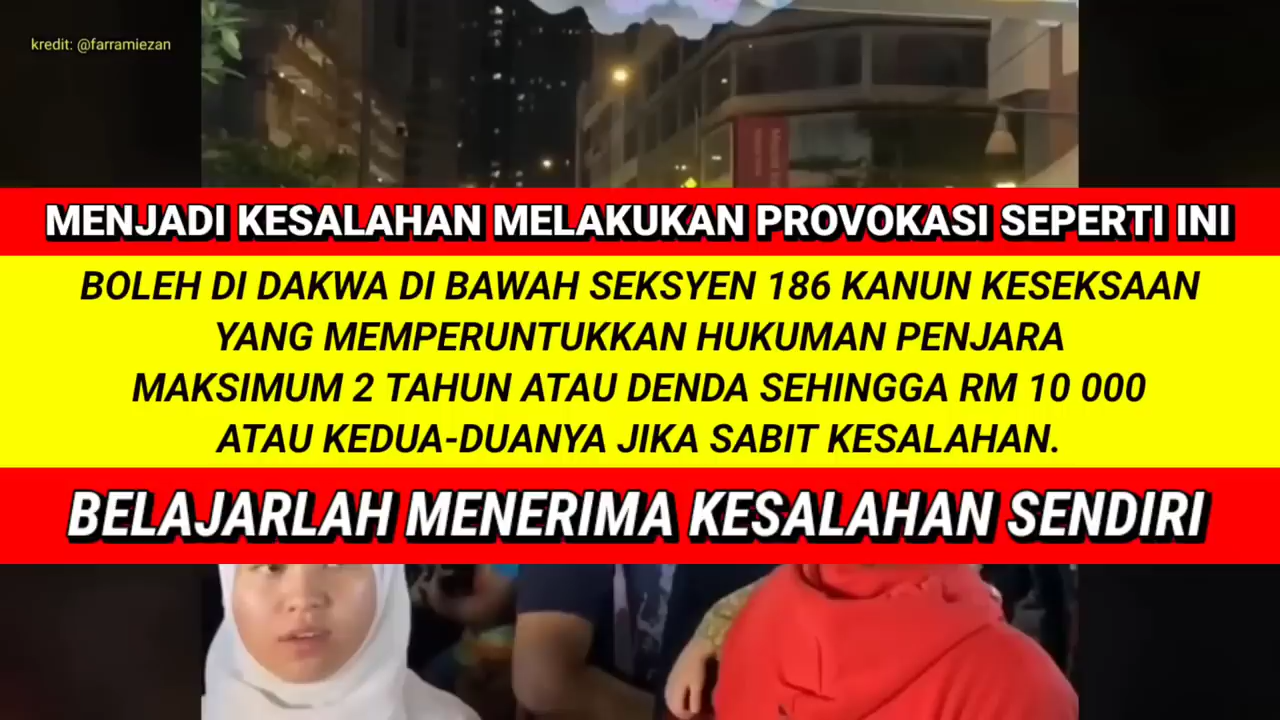 kredit: @farramiezan
MENJADI KESALAHAN MELAKUKAN PROVOKASI SEPERTI INI
BOLEH DI DAKWA DI BAWAH SEKSYEN 186 KANUN KESEKSAAN
YANG MEMPERUNTUKKAN HUKUMAN PENJARA
MAKSIMUM 2 TAHUN ATAU DENDA SEHINGGA RM 10 000
ATAU KEDUA-DUANYA JIKA SABIT KESALAHAN.
BELAJARLAH MENERIMA KESALAHAN SENDIRI